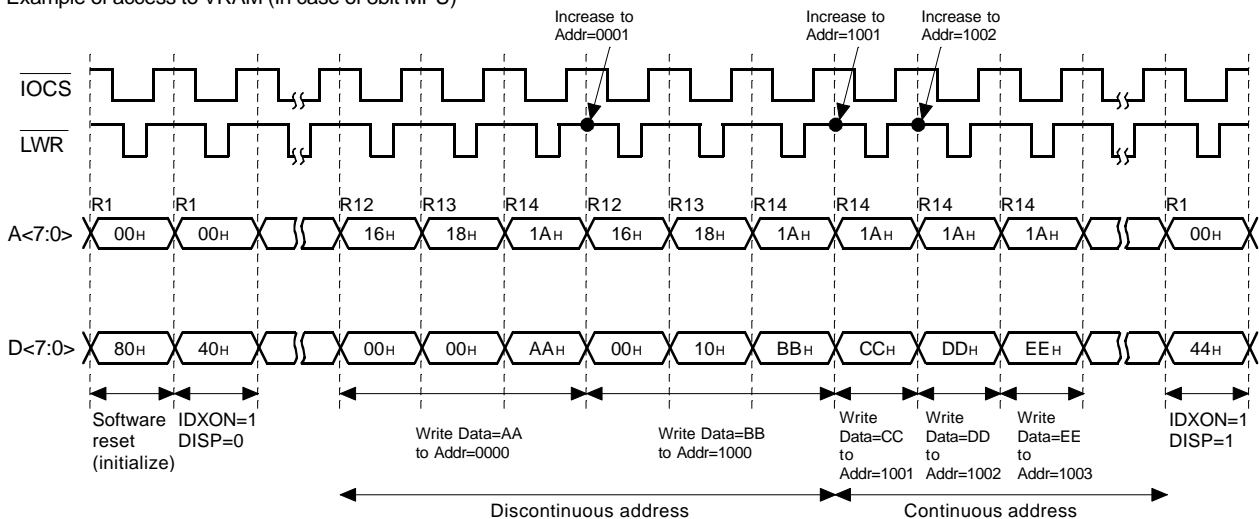 Example of access to VRAM (In case of 8bit MPU)
Increase to
Addr=0001
Increase to
Addr=1001
Increase to
Addr=1002
IOCS
LWR
R1 R1 R12 R13 R14 R12 R13 R14 R14 R14 R14 R1
A<7:0> 00H 00H 16H 18H 1AH 16H 18H 1AH 1AH 1AH 1AH 00H
D<7:0> 80H 40H 00H 00H AAH 00H 10H BBH CCH DDH EEH 44H
Software
reset
(initialize)
IDXON=1
DISP=0
Write Data=AA
to Addr=0000
Write Data=BB
to Addr=1000
Write
Data=CC
to
Addr=1001
Write
Data=DD
to
Addr=1002
Write
Data=EE
to
Addr=1003
IDXON=1
DISP=1
Discontinuous address
Continuous address